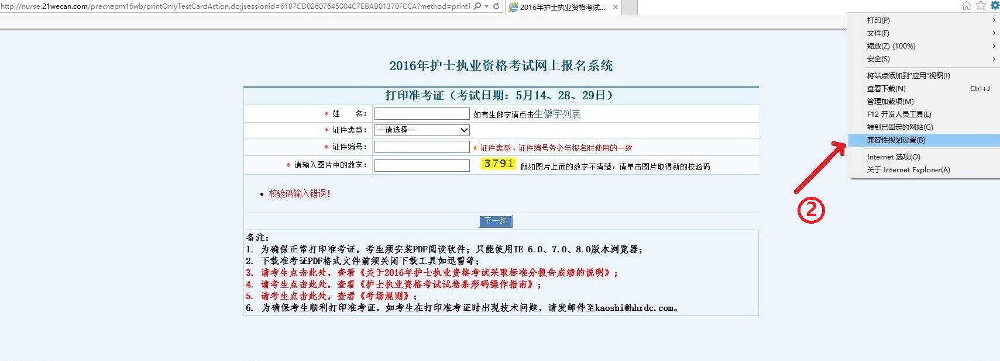 http://nurse.21wecan.com/precnepm16wb/printOnlyTestCardAction.do;jsessionid=6187CD02607645004C7EBAB01370FCCA?method=printT
2016年护士执业资格考试...
打印(P)
文件(F)
缩放(Z) (100%)
安全(S)
将站点添加到"应用"视图(I)
查看下载(N) Ctrl+J
管理加载项(M)
F12 开发人员工具(L)
转到已固定的网站(G)
兼容性视图设置(B)
Internet 选项(O)
关于 Internet Explorer(A)
②
2016年护士执业资格考试网上报名系统
打印准考证（考试日期：5月14、28、29日）
* 姓 名： 如有生僻字请点击生僻字列表
* 证件类型： --请选择--
* 证件编号： 证件类型、证件编号务必与报名时使用的一致
* 请输入图片中的数字： 3791 假如图片上面的数字不清楚，请单击图片取得新的校验码
• 校验码输入错误!
下一步
备注：
1. 为确保正常打印准考证，考生须安装PDF阅读软件；只能使用IE 6.0、7.0、8.0版本浏览器；
2. 下载准考证PDF格式文件前须关闭下载工具如迅雷等；
3. 请考生点击此处，查看《关于2016年护士执业资格考试采取标准分报告成绩的说明》；
4. 请考生点击此处，查看《护士执业资格考试试卷条形码操作指南》；
5. 请考生点击此处，查看《考场规则》；
6. 为确保考生顺利打印准考证，如考生在打印准考证时出现技术问题，请发邮件至kaoshi@hhrdc.com。